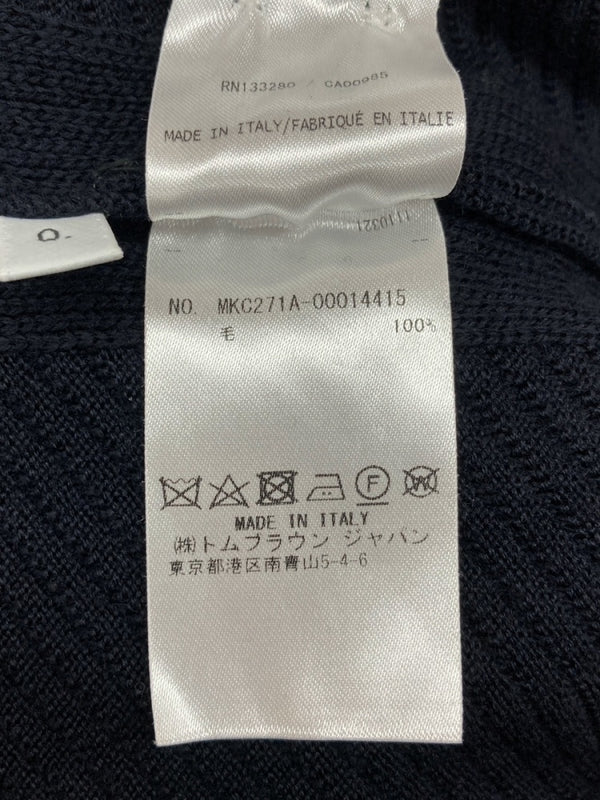 RN133280 / CA00985
MADE IN ITALY/FABRIQUÉ EN ITALIE
1110321
0.
NO. MKC271A-00014415
毛 100%
F
W
MADE IN ITALY
㈱トムブラウン ジャパン
東京都港区南青山5-4-6